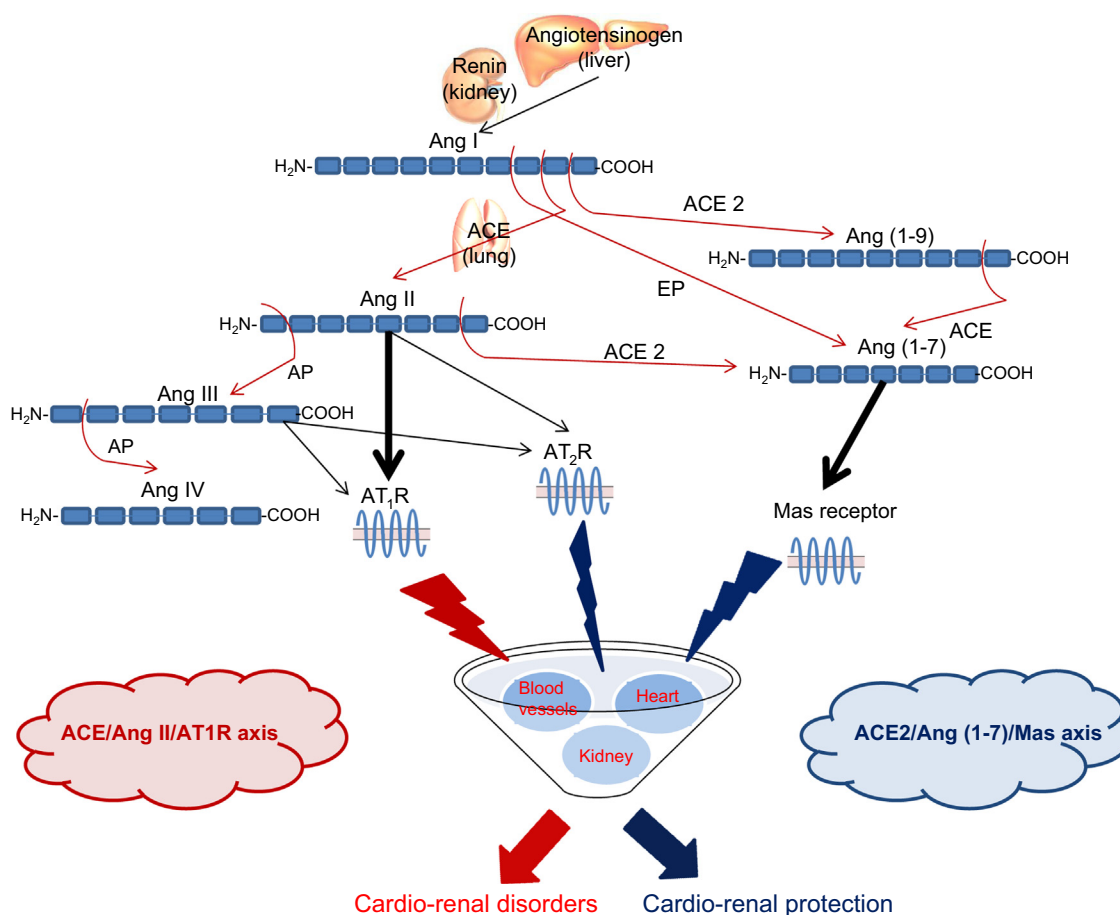 Angiotensinogen
(liver)
Renin
(kidney)
Ang I
H₂N-
-COOH
ACE 2
ACE
(lung)
Ang (1-9)
H₂N-
-COOH
EP
Ang II
H₂N-
-COOH
ACE 2
ACE
Ang (1-7)
H₂N-
-COOH
AP
Ang III
H₂N-
-COOH
AP
Ang IV
H₂N-
-COOH
AT₁R
AT₂R
Mas receptor
Blood
vessels
Heart
Kidney
ACE/Ang II/AT1R axis
ACE2/Ang (1-7)/Mas axis
Cardio-renal disorders
Cardio-renal protection